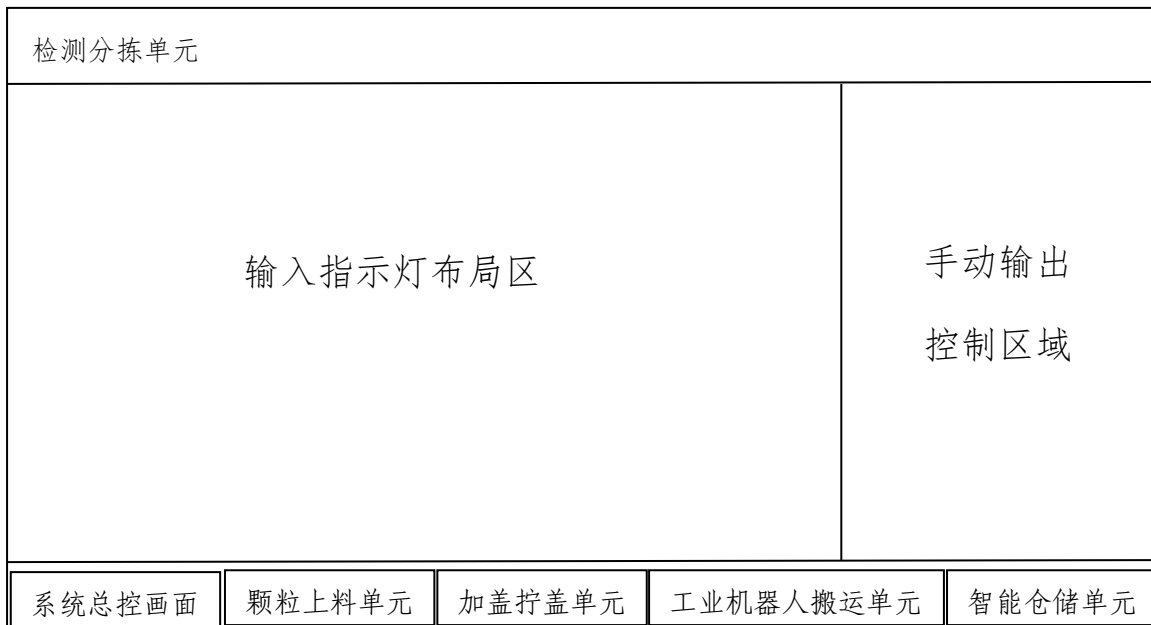 检测分拣单元
输入指示灯布局区
手动输出
控制区域
系统总控画面
颗粒上料单元
加盖拧盖单元
工业机器人搬运单元
智能仓储单元